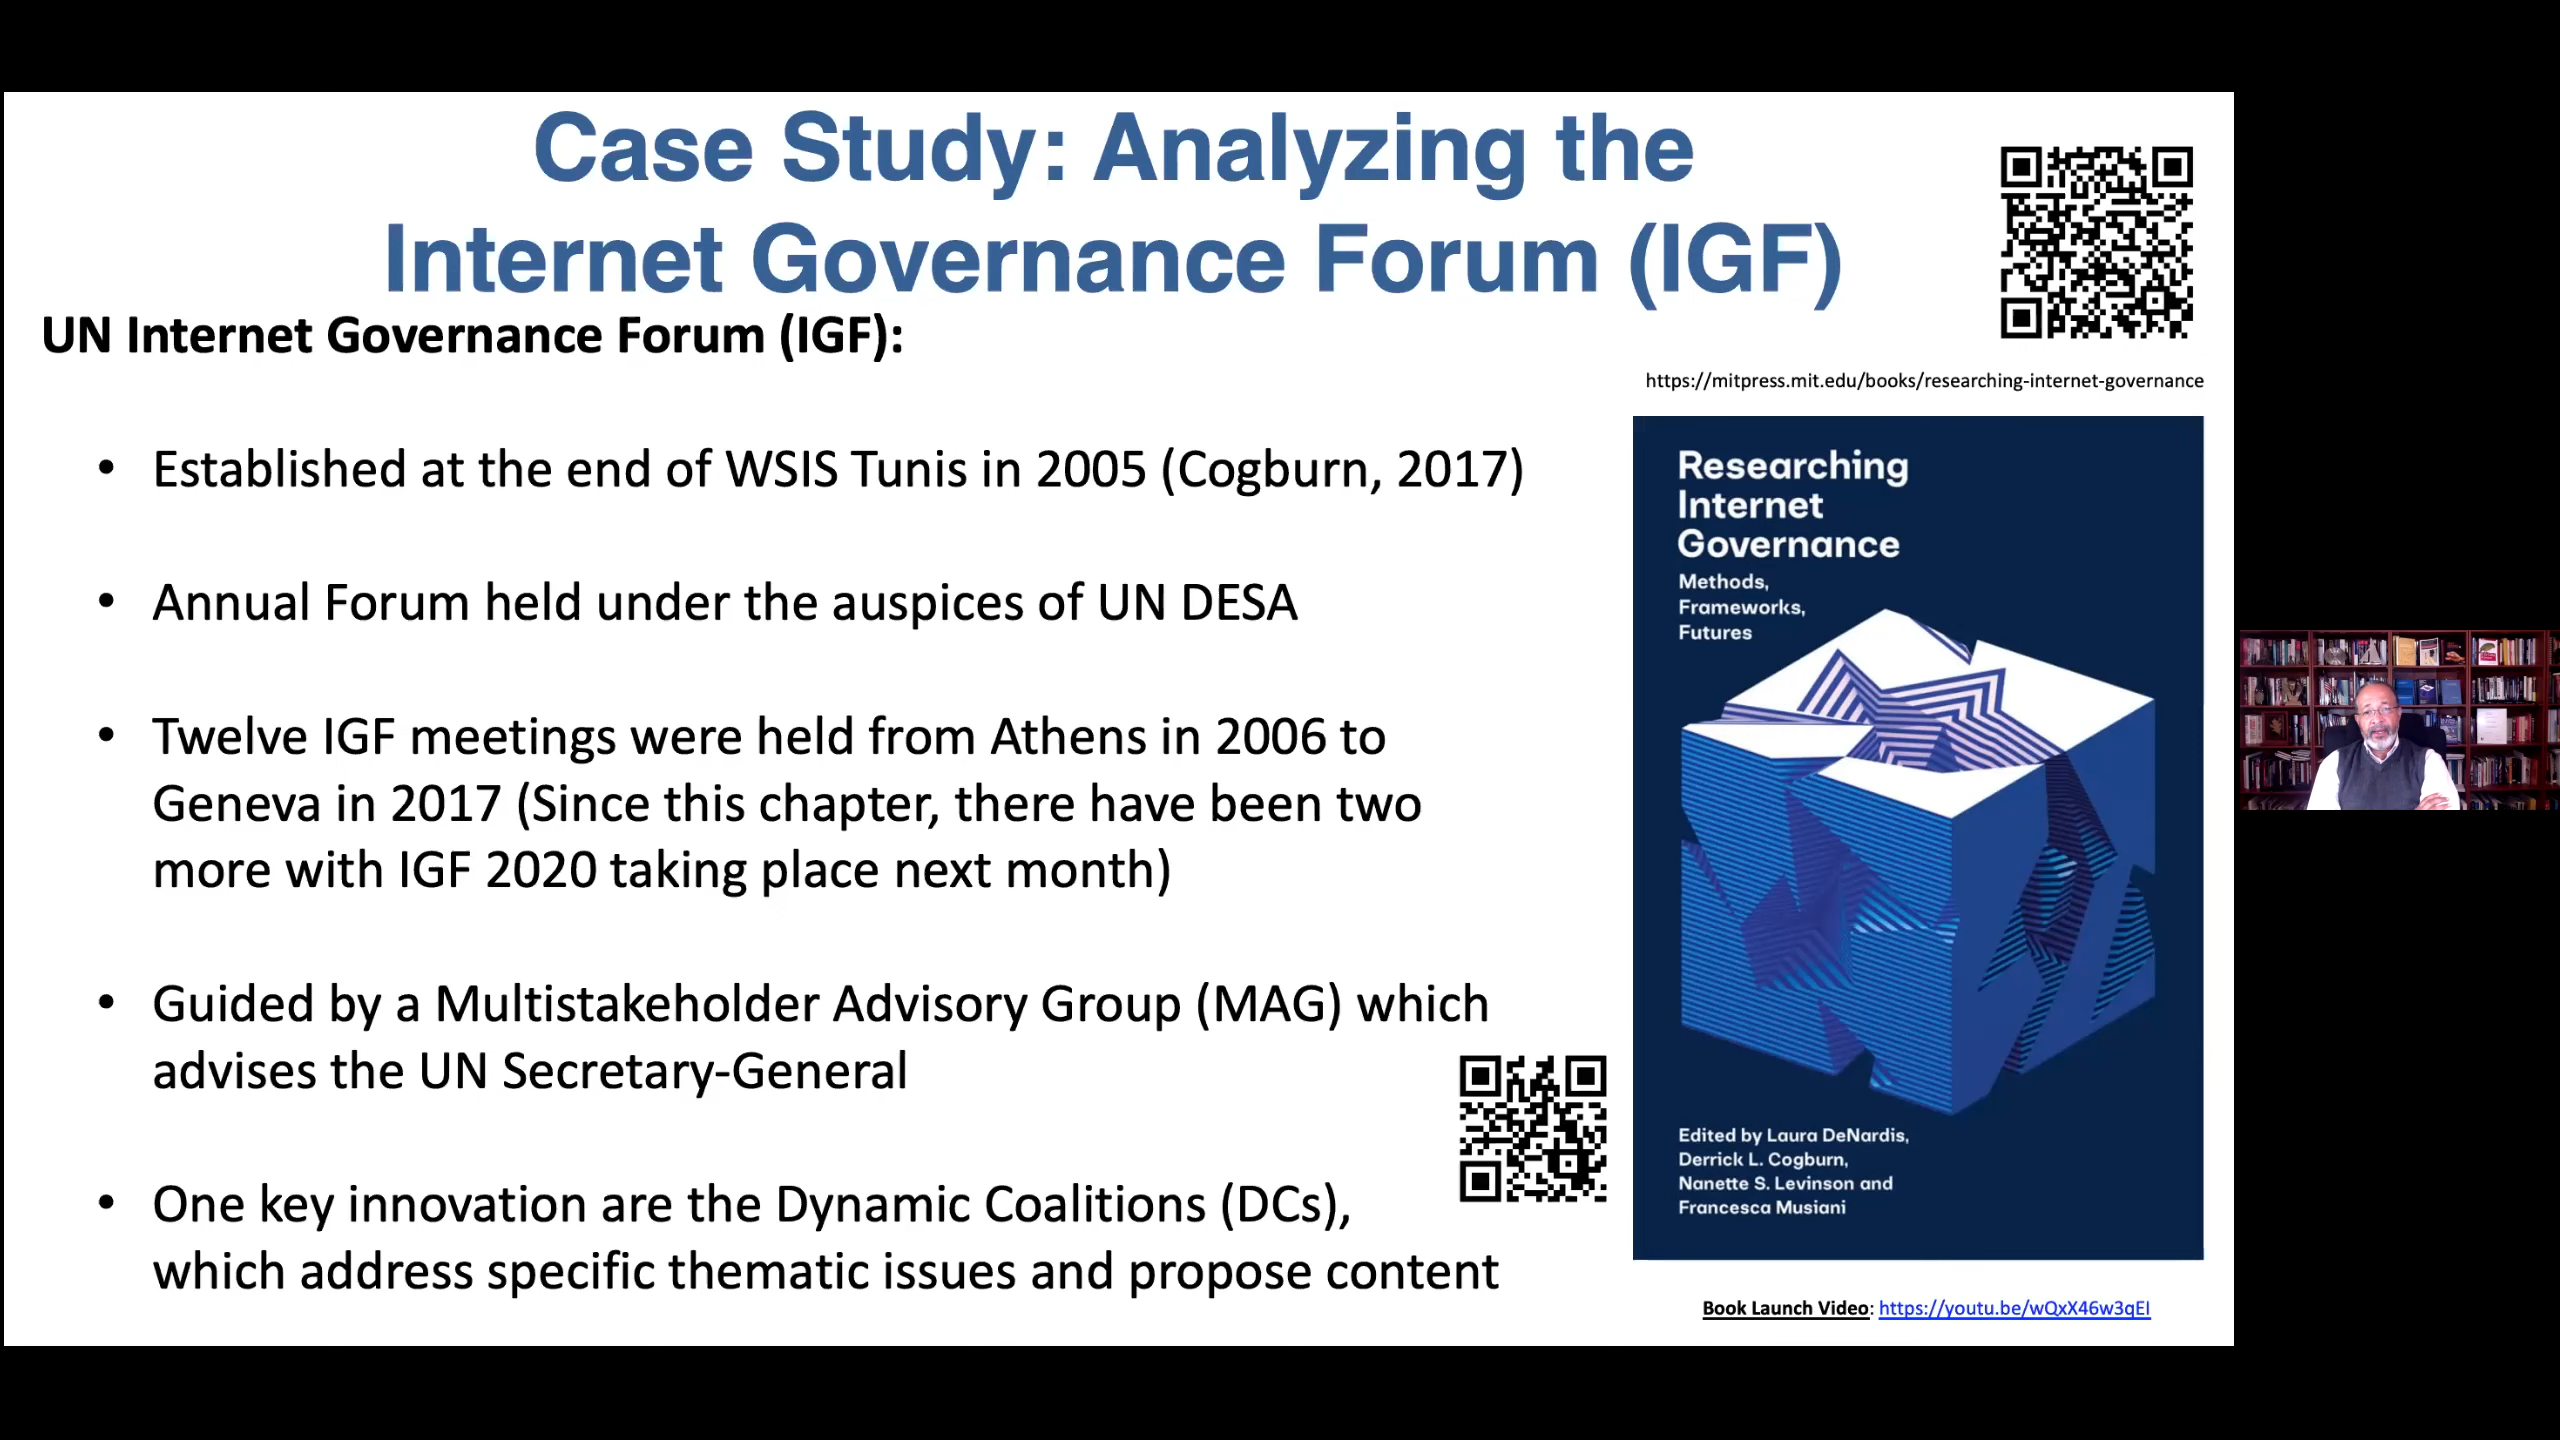 Case Study: Analyzing the
Internet Governance Forum (IGF)
UN Internet Governance Forum (IGF):
• Established at the end of WSIS Tunis in 2005 (Cogburn, 2017)
• Annual Forum held under the auspices of UN DESA
• Twelve IGF meetings were held from Athens in 2006 to
Geneva in 2017 (Since this chapter, there have been two
more with IGF 2020 taking place next month)
• Guided by a Multistakeholder Advisory Group (MAG) which
advises the UN Secretary-General
• One key innovation are the Dynamic Coalitions (DCs),
which address specific thematic issues and propose content
https://mitpress.mit.edu/books/researching-internet-governance
Researching
Internet
Governance
Methods,
Frameworks,
Futures
Edited by Laura DeNardis,
Derrick L. Cogburn,
Nanette S. Levinson and
Francesca Musiani
Book Launch Video: https://youtu.be/wQxX46w3qEI